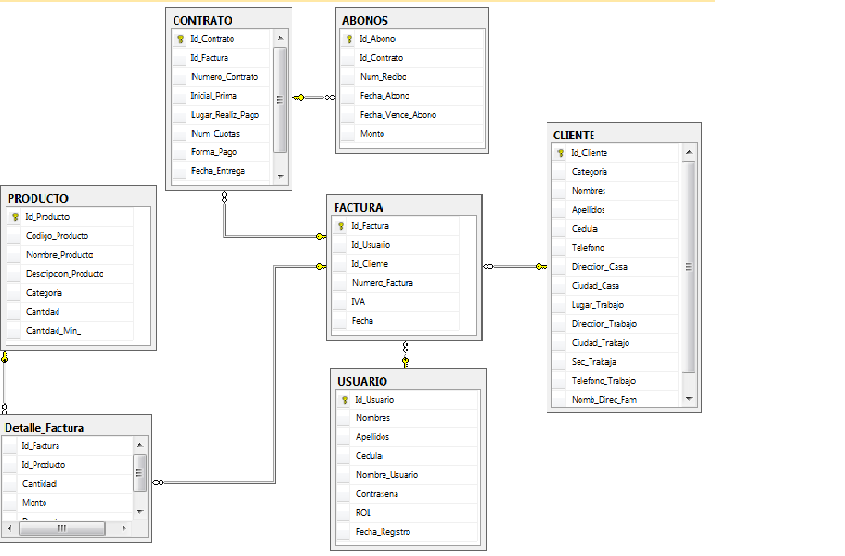 CONTRATO
Id_Contrato
Id_Factura
Numero_Contrato
Inicial_Prima
Lugar_Realiz_Pago
Num_Cuotas
Forma_Pago
Fecha_Entrega
ABONOS
Id_Abono
Id_Contrato
Num_Recibo
Fecha_Abono
Fecha_Vence_Abono
Monto
CLIENTE
Id_Cliente
Categoria
Nombres
Apellidos
Cedula
Telefono
Direccion_Casa
Ciudad_Casa
Lugar_Trabajo
Direccion_Trabajo
Ciudad_Trabajo
Sec_Trabaja
Telefono_Trabajo
Nomb_Direc_Fam
PRODUCTO
Id_Producto
Codigo_Producto
Nombre_Producto
Descripcion_Producto
Categoria
Cantidad
Cantidad_Min_
FACTURA
Id_Factura
Id_Usuario
Id_Cliente
Numero_Factura
IVA
Fecha
USUARIO
Id_Usuario
Nombres
Apellidos
Cedula
Nombre_Usuario
Contrasena
ROll
Fecha_Registro
Detalle_Factura
Id_Factura
Id_Producto
Cantidad
Monto